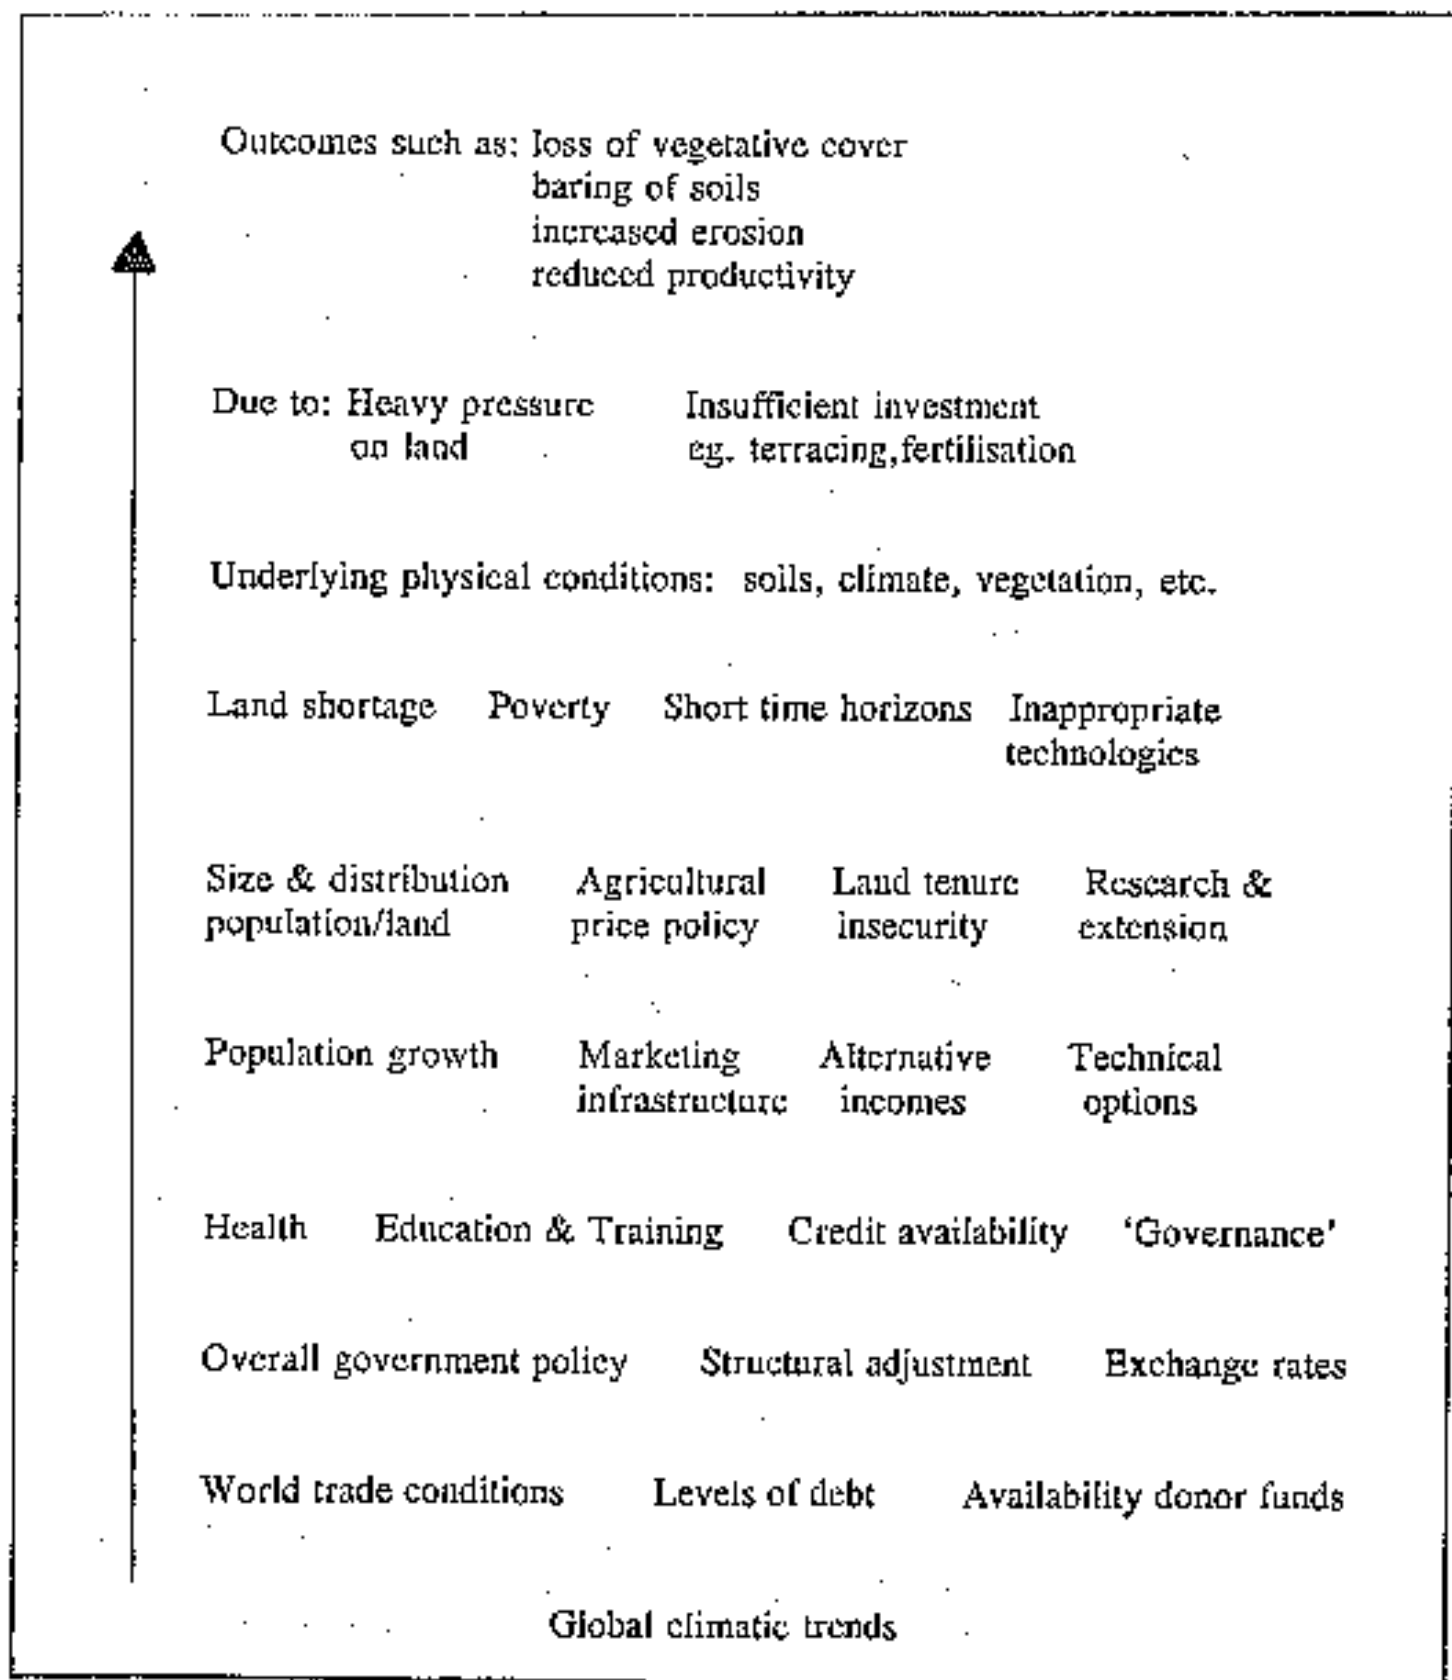 Outcomes such as: loss of vegetative cover
baring of soils
increased erosion
reduced productivity
Due to: Heavy pressure Insufficient investment
on land eg. terracing,fertilisation
Underlying physical conditions: soils, climate, vegetation, etc.
Land shortage Poverty Short time horizons Inappropriate
technologies
Size & distribution Agricultural Land tenure Research &
population/land price policy insecurity extension
Population growth Marketing Alternative Technical
infrastructure incomes options
Health Education & Training Credit availability ‘Governance’
Overall government policy Structural adjustment Exchange rates
World trade conditions Levels of debt Availability donor funds
Global climatic trends